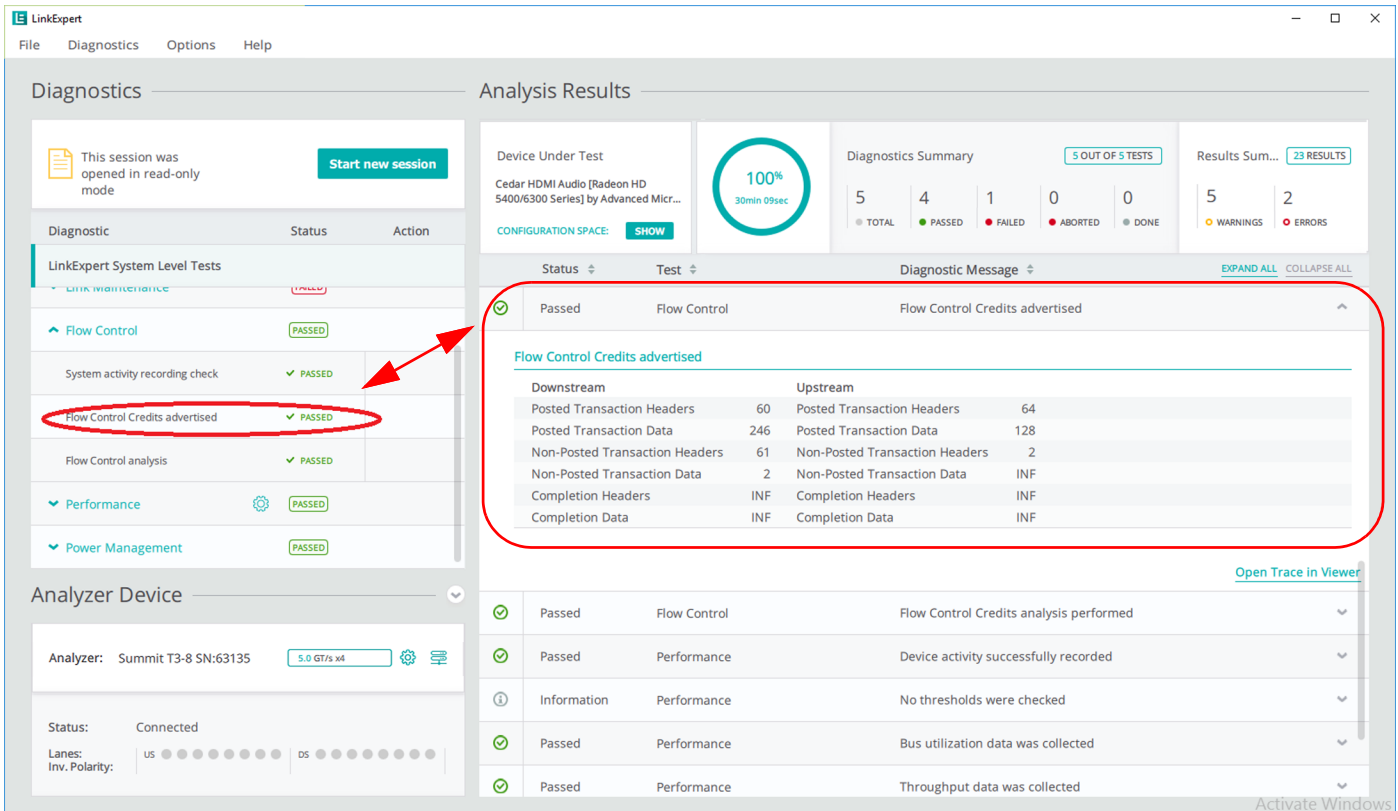 LinkExpert
File Diagnostics Options Help
Diagnostics
This session was
opened in read-only
mode
Start new session
Diagnostic Status Action
LinkExpert System Level Tests
Link Maintenance FAILED
Flow Control PASSED
System activity recording check PASSED
Flow Control Credits advertised PASSED
Flow Control analysis PASSED
Performance PASSED
Power Management PASSED
Analyzer Device
Analyzer: Summit T3-8 SN:63135 5.0 GT/s x4
Status: Connected
Lanes: US DS
Inv. Polarity:
Analysis Results
Device Under Test
Cedar HDMI Audio [Radeon HD
5400/6300 Series] by Advanced Micr...
CONFIGURATION SPACE: SHOW
100%
30min 09sec
Diagnostics Summary 5 OUT OF 5 TESTS
5 4 1 0 0
TOTAL PASSED FAILED ABORTED DONE
Results Sum... 23 RESULTS
5 2
WARNINGS ERRORS
Status Test Diagnostic Message EXPAND ALL COLLAPSE ALL
Passed Flow Control Flow Control Credits advertised
Flow Control Credits advertised
Downstream Upstream
Posted Transaction Headers 60 Posted Transaction Headers 64
Posted Transaction Data 246 Posted Transaction Data 128
Non-Posted Transaction Headers 61 Non-Posted Transaction Headers 2
Non-Posted Transaction Data 2 Non-Posted Transaction Data INF
Completion Headers INF Completion Headers INF
Completion Data INF Completion Data INF
Open Trace in Viewer
Passed Flow Control Flow Control Credits analysis performed
Passed Performance Device activity successfully recorded
Information Performance No thresholds were checked
Passed Performance Bus utilization data was collected
Passed Performance Throughput data was collected
Activate Windows